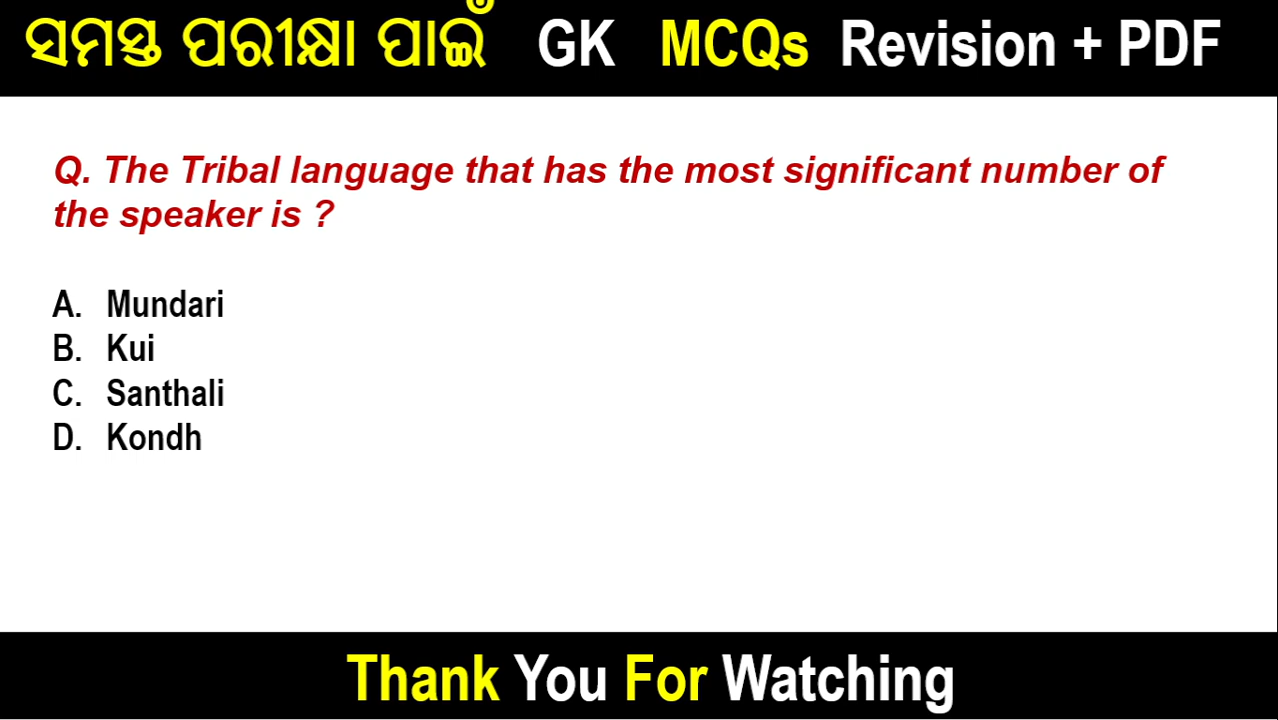 ସମସ୍ତ ପରୀକ୍ଷା ପାଇଁ GK MCQs Revision + PDF
Q. The Tribal language that has the most significant number of
the speaker is ?
A. Mundari
B. Kui
C. Santhali
D. Kondh
Thank You For Watching